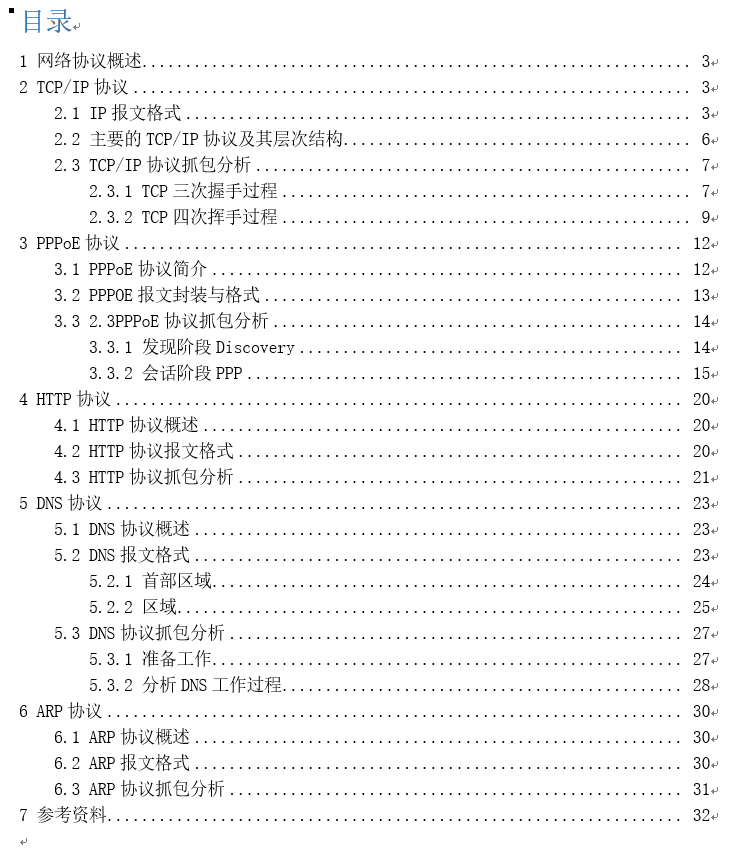 目录
1 网络协议概述 3
2 TCP/IP 协议 3
2.1 IP 报文格式 3
2.2 主要的 TCP/IP 协议及其层次结构 6
2.3 TCP/IP 协议抓包分析 7
2.3.1 TCP 三次握手过程 7
2.3.2 TCP 四次挥手过程 9
3 PPPoE 协议 12
3.1 PPPoE 协议简介 12
3.2 PPPOE 报文封装与格式 13
3.3 2.3PPPoE 协议抓包分析 14
3.3.1 发现阶段 Discovery 14
3.3.2 会话阶段 PPP 15
4 HTTP 协议 20
4.1 HTTP 协议概述 20
4.2 HTTP 协议报文格式 20
4.3 HTTP 协议抓包分析 21
5 DNS 协议 23
5.1 DNS 协议概述 23
5.2 DNS 报文格式 23
5.2.1 首部区域 24
5.2.2 区域 25
5.3 DNS 协议抓包分析 27
5.3.1 准备工作 27
5.3.2 分析 DNS 工作过程 28
6 ARP 协议 30
6.1 ARP 协议概述 30
6.2 ARP 报文格式 30
6.3 ARP 协议抓包分析 31
7 参考资料 32